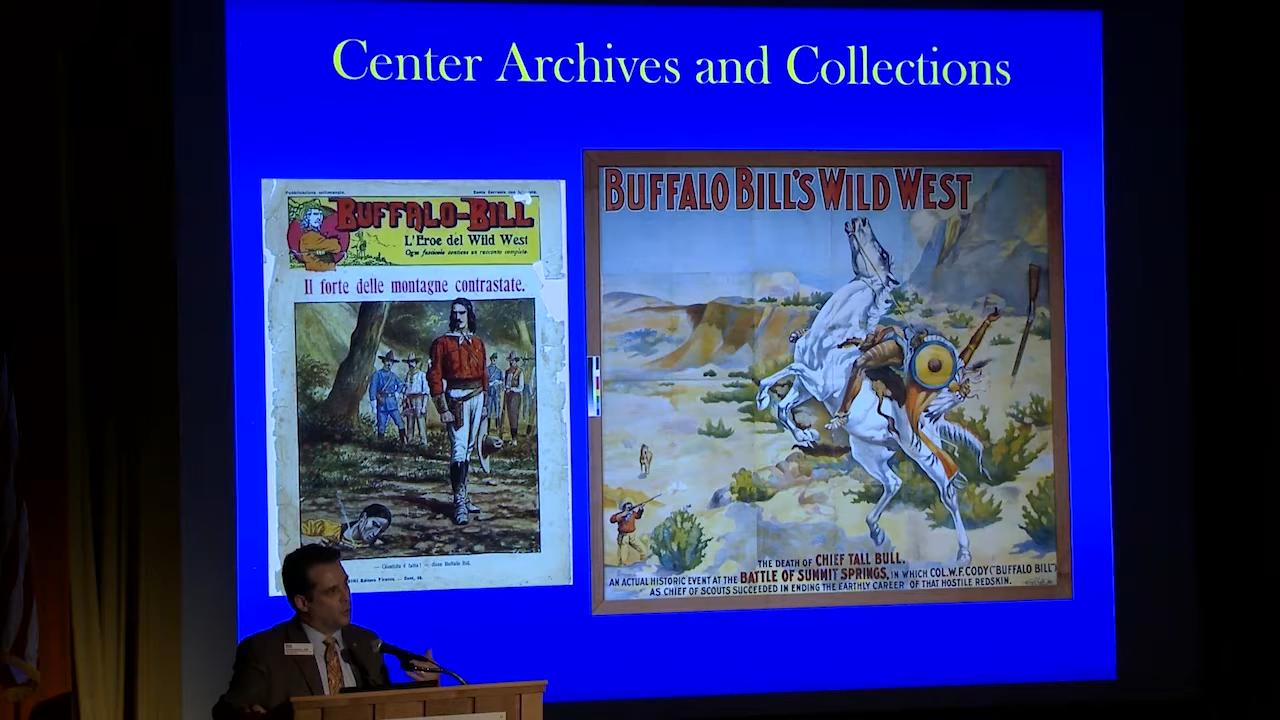 Center Archives and Collections
Pubblicazione settimanale.
BUFFALO-BILL
L'Eroe del Wild West
Ogni fascicolo contiene un racconto completo.
Il forte delle montagne contrastate.
BUFFALO BILL'S WILD WEST
THE DEATH OF CHIEF TALL BULL.
AN ACTUAL HISTORIC EVENT AT THE BATTLE OF SUMMIT SPRINGS, IN WHICH COL. W. F. CODY ("BUFFALO BILL")
AS CHIEF OF SCOUTS SUCCEEDED IN ENDING THE EARTHLY CAREER OF THAT HOSTILE REDSKIN.